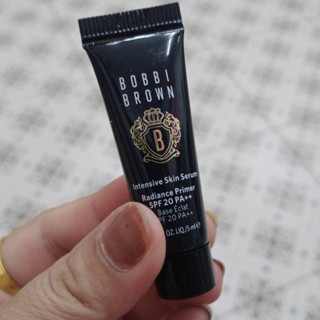 BOBBI
BROWN
B
Intensive Skin Serum
Radiance Primer
SPF 20 PA++
Base Éclat
SPF 20 PA++
OZ.LIQ./5 ml℮